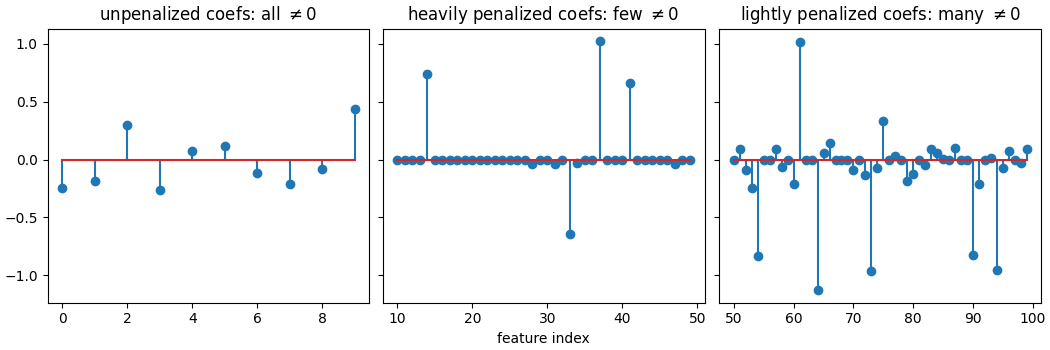 unpenalized coefs: all ≠0
heavily penalized coefs: few ≠0
lightly penalized coefs: many ≠0
1.0
0.5
0.0
−0.5
−1.0
0 2 4 6 8
10 20 30 40 50
50 60 70 80 90 100
feature index